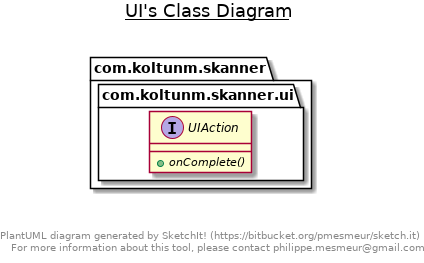 UI's Class Diagram
com.koltunm.skanner
com.koltunm.skanner.ui
I UIAction
onComplete()
PlantUML diagram generated by SketchIt! (https://bitbucket.org/pmesmeur/sketch.it)
For more information about this tool, please contact philippe.mesmeur@gmail.com